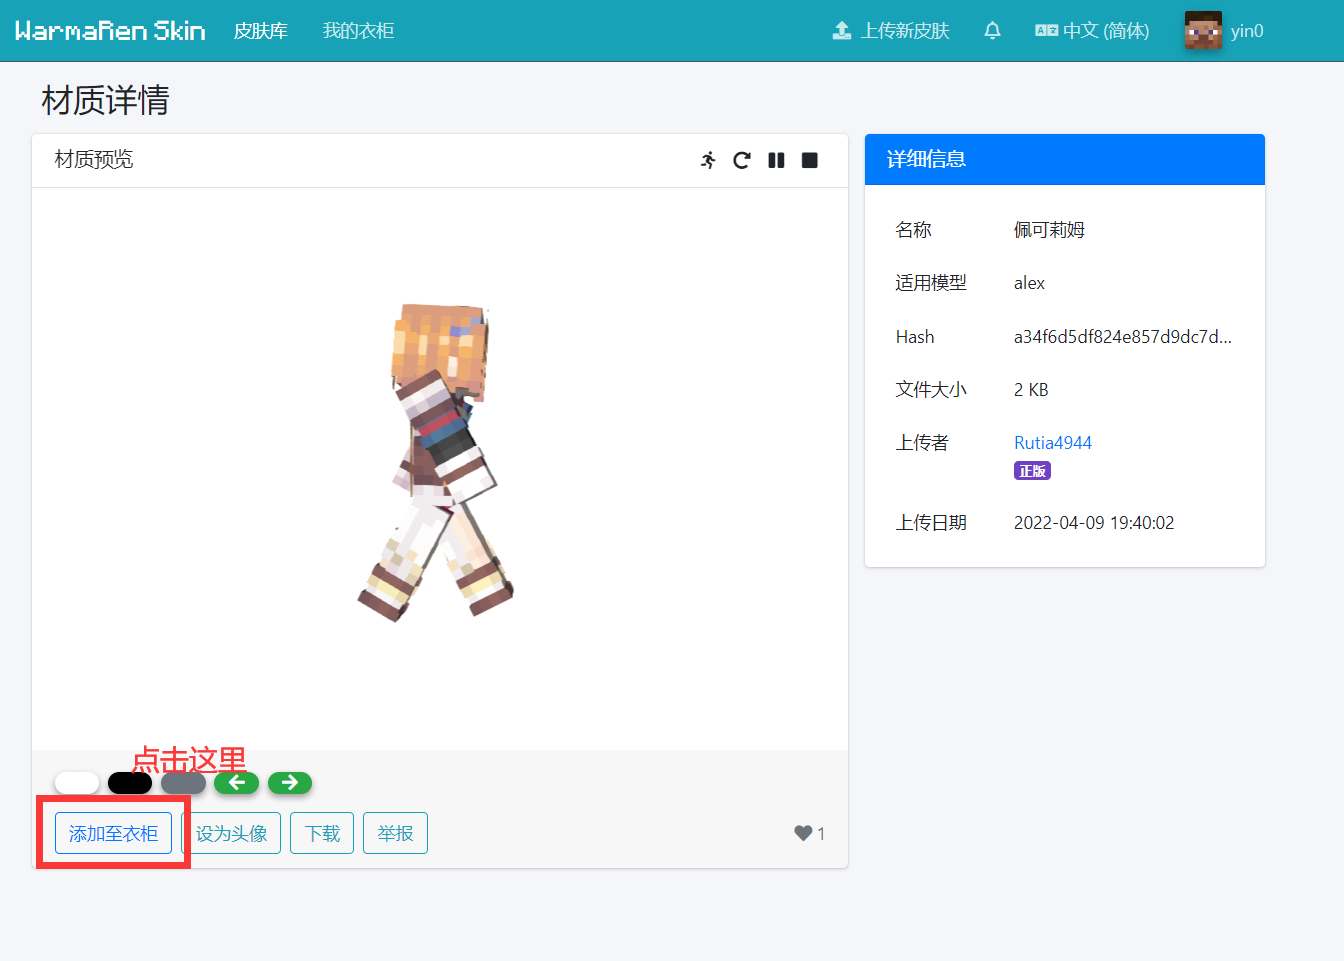 WarmaRen Skin 皮肤库 我的衣柜 上传新皮肤 中文 (简体) yin0
材质详情
材质预览
详细信息
名称 佩可莉姆
适用模型 alex
Hash a34f6d5df824e857d9dc7d...
文件大小 2 KB
上传者 Rutia4944
正版
上传日期 2022-04-09 19:40:02
点击这里
添加至衣柜 设为头像 下载 举报 1